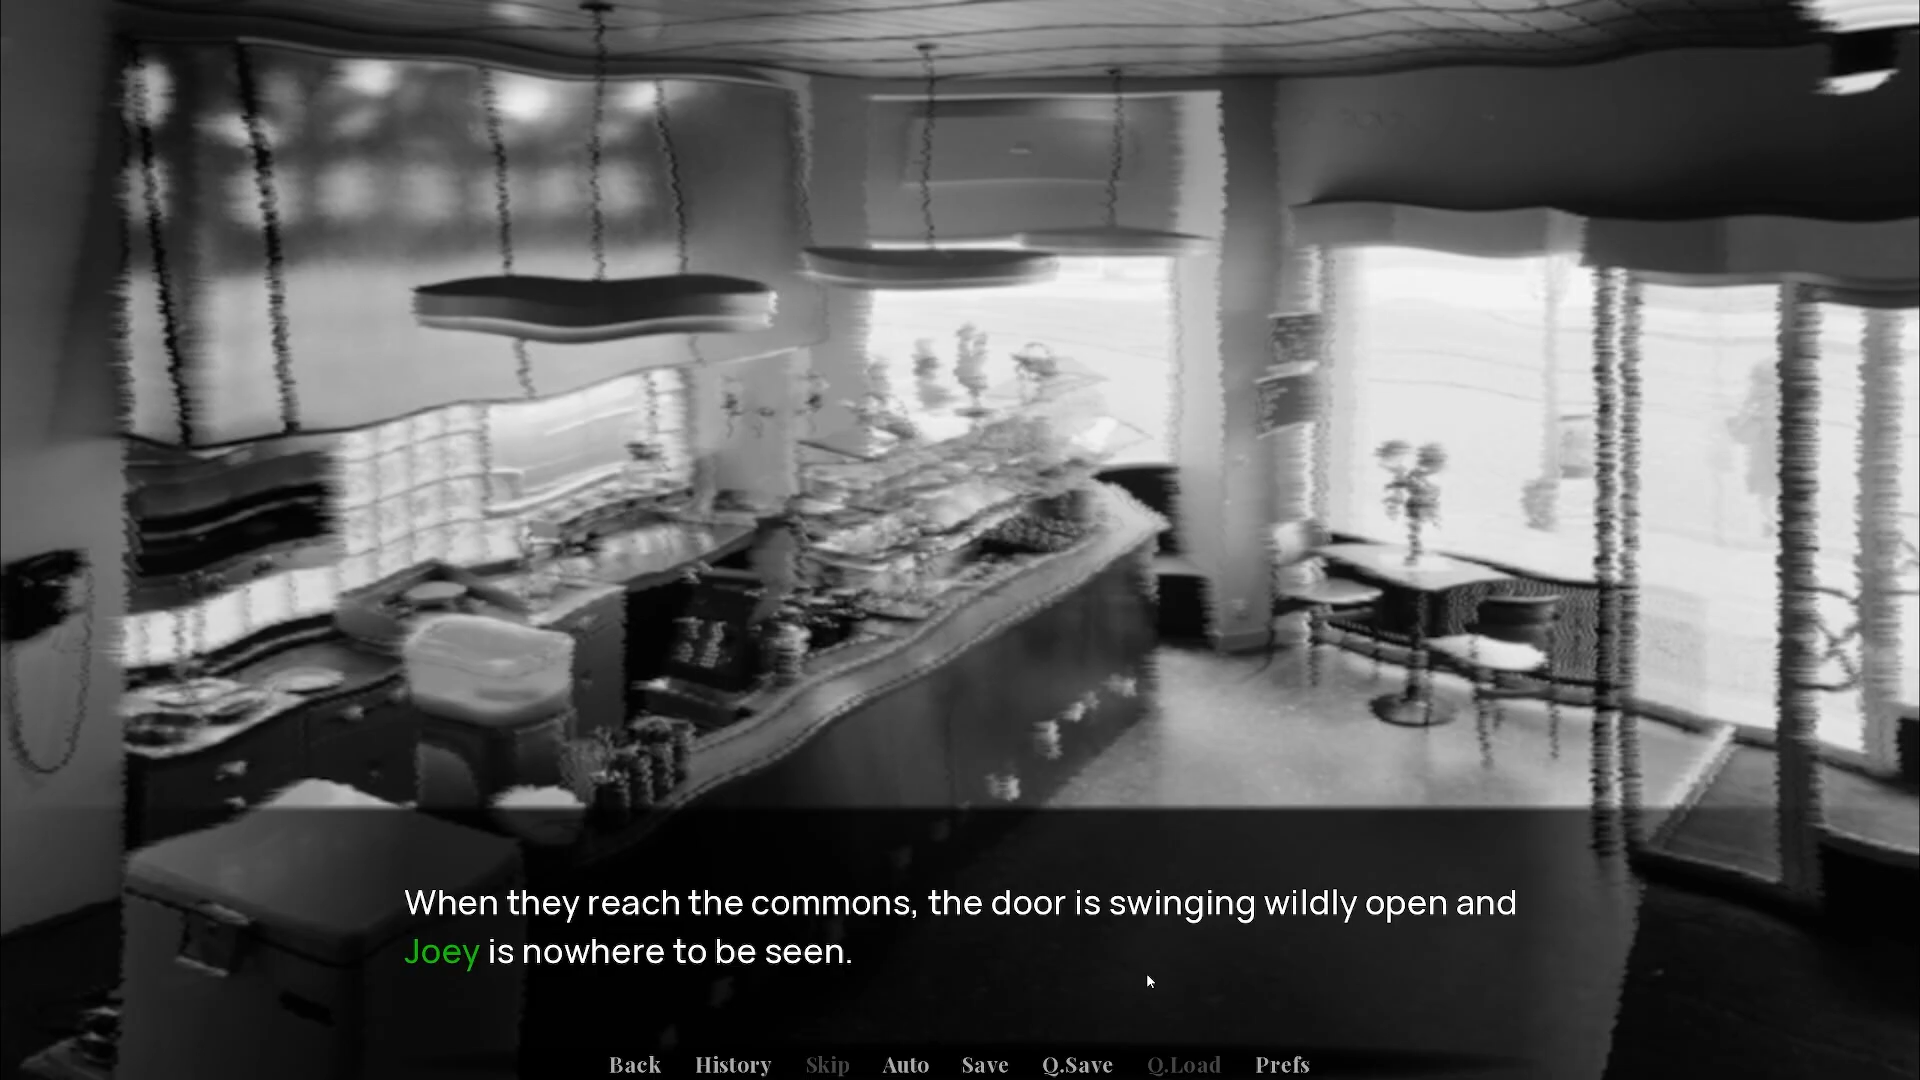 When they reach the commons, the door is swinging wildly open and
Joey is nowhere to be seen.
Back History Skip Auto Save Q.Save Q.Load Prefs